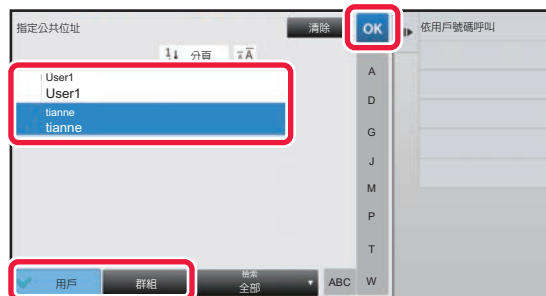 指定公共位址
清除
OK
依用戶號碼呼叫
分頁
User1
User1
tianne
tianne
A
D
G
J
M
P
T
W
用戶
群組
檢索
全部
ABC